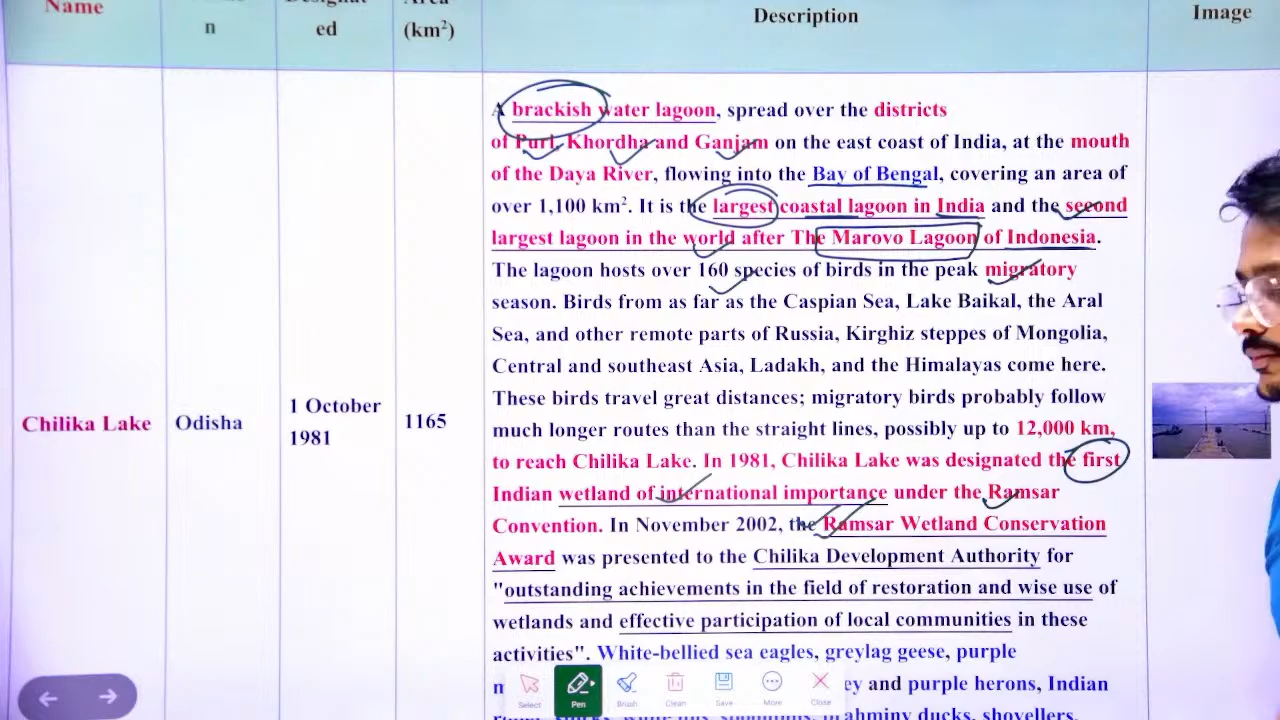 Name
n
ed
(km²)
Description
Image
Chilika Lake
Odisha
1 October
1981
1165
A brackish water lagoon, spread over the districts
of Puri, Khordha and Ganjam on the east coast of India, at the mouth
of the Daya River, flowing into the Bay of Bengal, covering an area of
over 1,100 km². It is the largest coastal lagoon in India and the second
largest lagoon in the world after The Marovo Lagoon of Indonesia.
The lagoon hosts over 160 species of birds in the peak migratory
season. Birds from as far as the Caspian Sea, Lake Baikal, the Aral
Sea, and other remote parts of Russia, Kirghiz steppes of Mongolia,
Central and southeast Asia, Ladakh, and the Himalayas come here.
These birds travel great distances; migratory birds probably follow
much longer routes than the straight lines, possibly up to 12,000 km,
to reach Chilika Lake. In 1981, Chilika Lake was designated the first
Indian wetland of international importance under the Ramsar
Convention. In November 2002, the Ramsar Wetland Conservation
Award was presented to the Chilika Development Authority for
"outstanding achievements in the field of restoration and wise use of
wetlands and effective participation of local communities in these
activities". White-bellied sea eagles, greylag geese, purple
ey and purple herons, Indian
brahminy ducks, shovellers,
Select
Pen
Brush
Clean
Save
More
Close